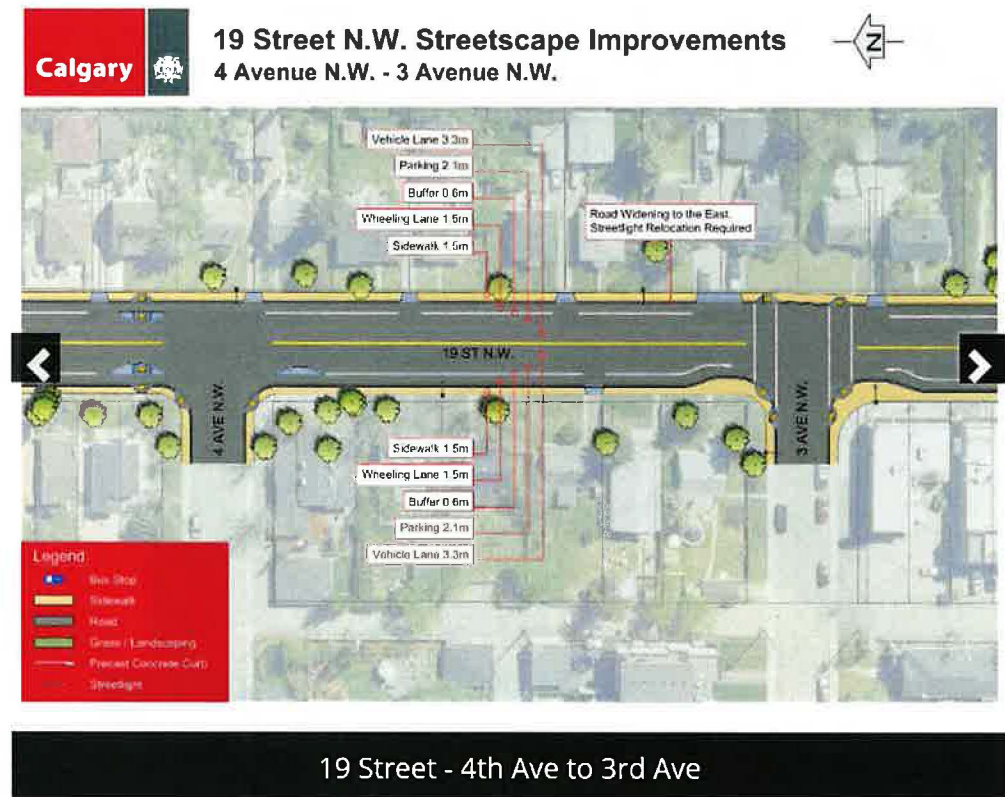 Calgary
19 Street N.W. Streetscape Improvements
4 Avenue N.W. - 3 Avenue N.W.
N
Vehicle Lane 3.3m
Parking 2.1m
Buffer 0.6m
Wheeling Lane 1.5m
Sidewalk 1.5m
Road Widening to the East.
Streetlight Relocation Required
19 ST N.W.
4 AVE N.W.
3 AVE N.W.
Sidewalk 1.5m
Wheeling Lane 1.5m
Buffer 0.6m
Parking 2.1m
Vehicle Lane 3.3m
Legend
Bus Stop
Sidewalk
Road
Grass / Landscaping
Precast Concrete Curb
Streetlight
19 Street - 4th Ave to 3rd Ave